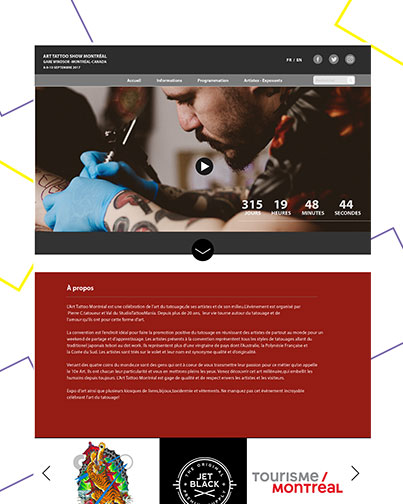 ART TATTOO SHOW MONTRÉAL
GARE WINDSOR MONTRÉAL-CANADA
8-9-10 SEPTEMBRE 2017
FR / EN
Accueil Informations Programmation Artistes - Exposants
315 19 48 44
JOURS HEURES MINUTES SECONDES
A propos
L'Art Tattoo Montréal est une célébration de l'art du tatouage,de ses artistes et de son milieu.L'événement est organisé par
Pierre C.tatoueur et Val du StudioTattooMania. Depuis plus de 20 ans, leur vie tourne autour du tatouage et de
l'amour qu'ils ont pour cette forme d'art.
La convention est l'endroit idéal pour faire la promotion positive du tatouage en réunissant des artistes de partout au monde pour un
weekend de partage et d'apprentissage. Les artistes présents à la convention représentent tous les styles de tatouages allant du
traditionel japonais tebori au dot work. Ils représentent plus d'une vingtaine de pays dont l'Australie, la Polynésie Française et
la Corée du Sud. Les artistes sont triés sur le volet et leur nom est synonyme qualité et d'originalité.
Venant des quatre coins du monde,ce sont des gens qui ont à coeur de vous transmettre leur passion pour ce métier qu'on appelle
le 10e Art. Ils ont chacun leur particularité et vous en mettrons pleins les yeux. Venez découvrir cet art millénaire,qui embellit les
humains depuis toujours. L'Art Tattoo Montréal est gage de qualité et de respect envers les artistes et les visiteurs.
Expo d'art ainsi que plusieurs kiosques de livres,bijoux,taxidermie et vêtements. Ne manquez pas cet événement incroyable
célébrant l'art du tatouage!
THE ORIGINAL
JET
BLACK
TOURISME /
MONTRÉAL